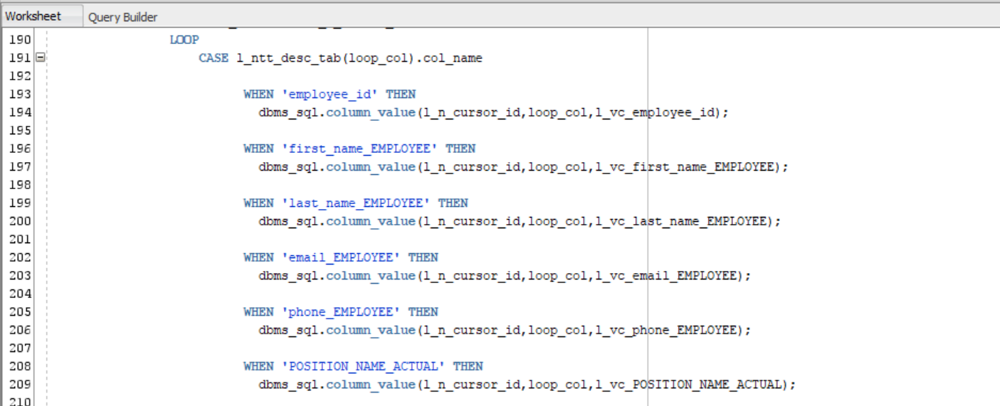 Worksheet Query Builder
190 LOOP
191 CASE l_ntt_desc_tab(loop_col).col_name
192
193 WHEN 'employee_id' THEN
194 dbms_sql.column_value(l_n_cursor_id,loop_col,l_vc_employee_id);
195
196 WHEN 'first_name_EMPLOYEE' THEN
197 dbms_sql.column_value(l_n_cursor_id,loop_col,l_vc_first_name_EMPLOYEE);
198
199 WHEN 'last_name_EMPLOYEE' THEN
200 dbms_sql.column_value(l_n_cursor_id,loop_col,l_vc_last_name_EMPLOYEE);
201
202 WHEN 'email_EMPLOYEE' THEN
203 dbms_sql.column_value(l_n_cursor_id,loop_col,l_vc_email_EMPLOYEE);
204
205 WHEN 'phone_EMPLOYEE' THEN
206 dbms_sql.column_value(l_n_cursor_id,loop_col,l_vc_phone_EMPLOYEE);
207
208 WHEN 'POSITION_NAME_ACTUAL' THEN
209 dbms_sql.column_value(l_n_cursor_id,loop_col,l_vc_POSITION_NAME_ACTUAL);
210